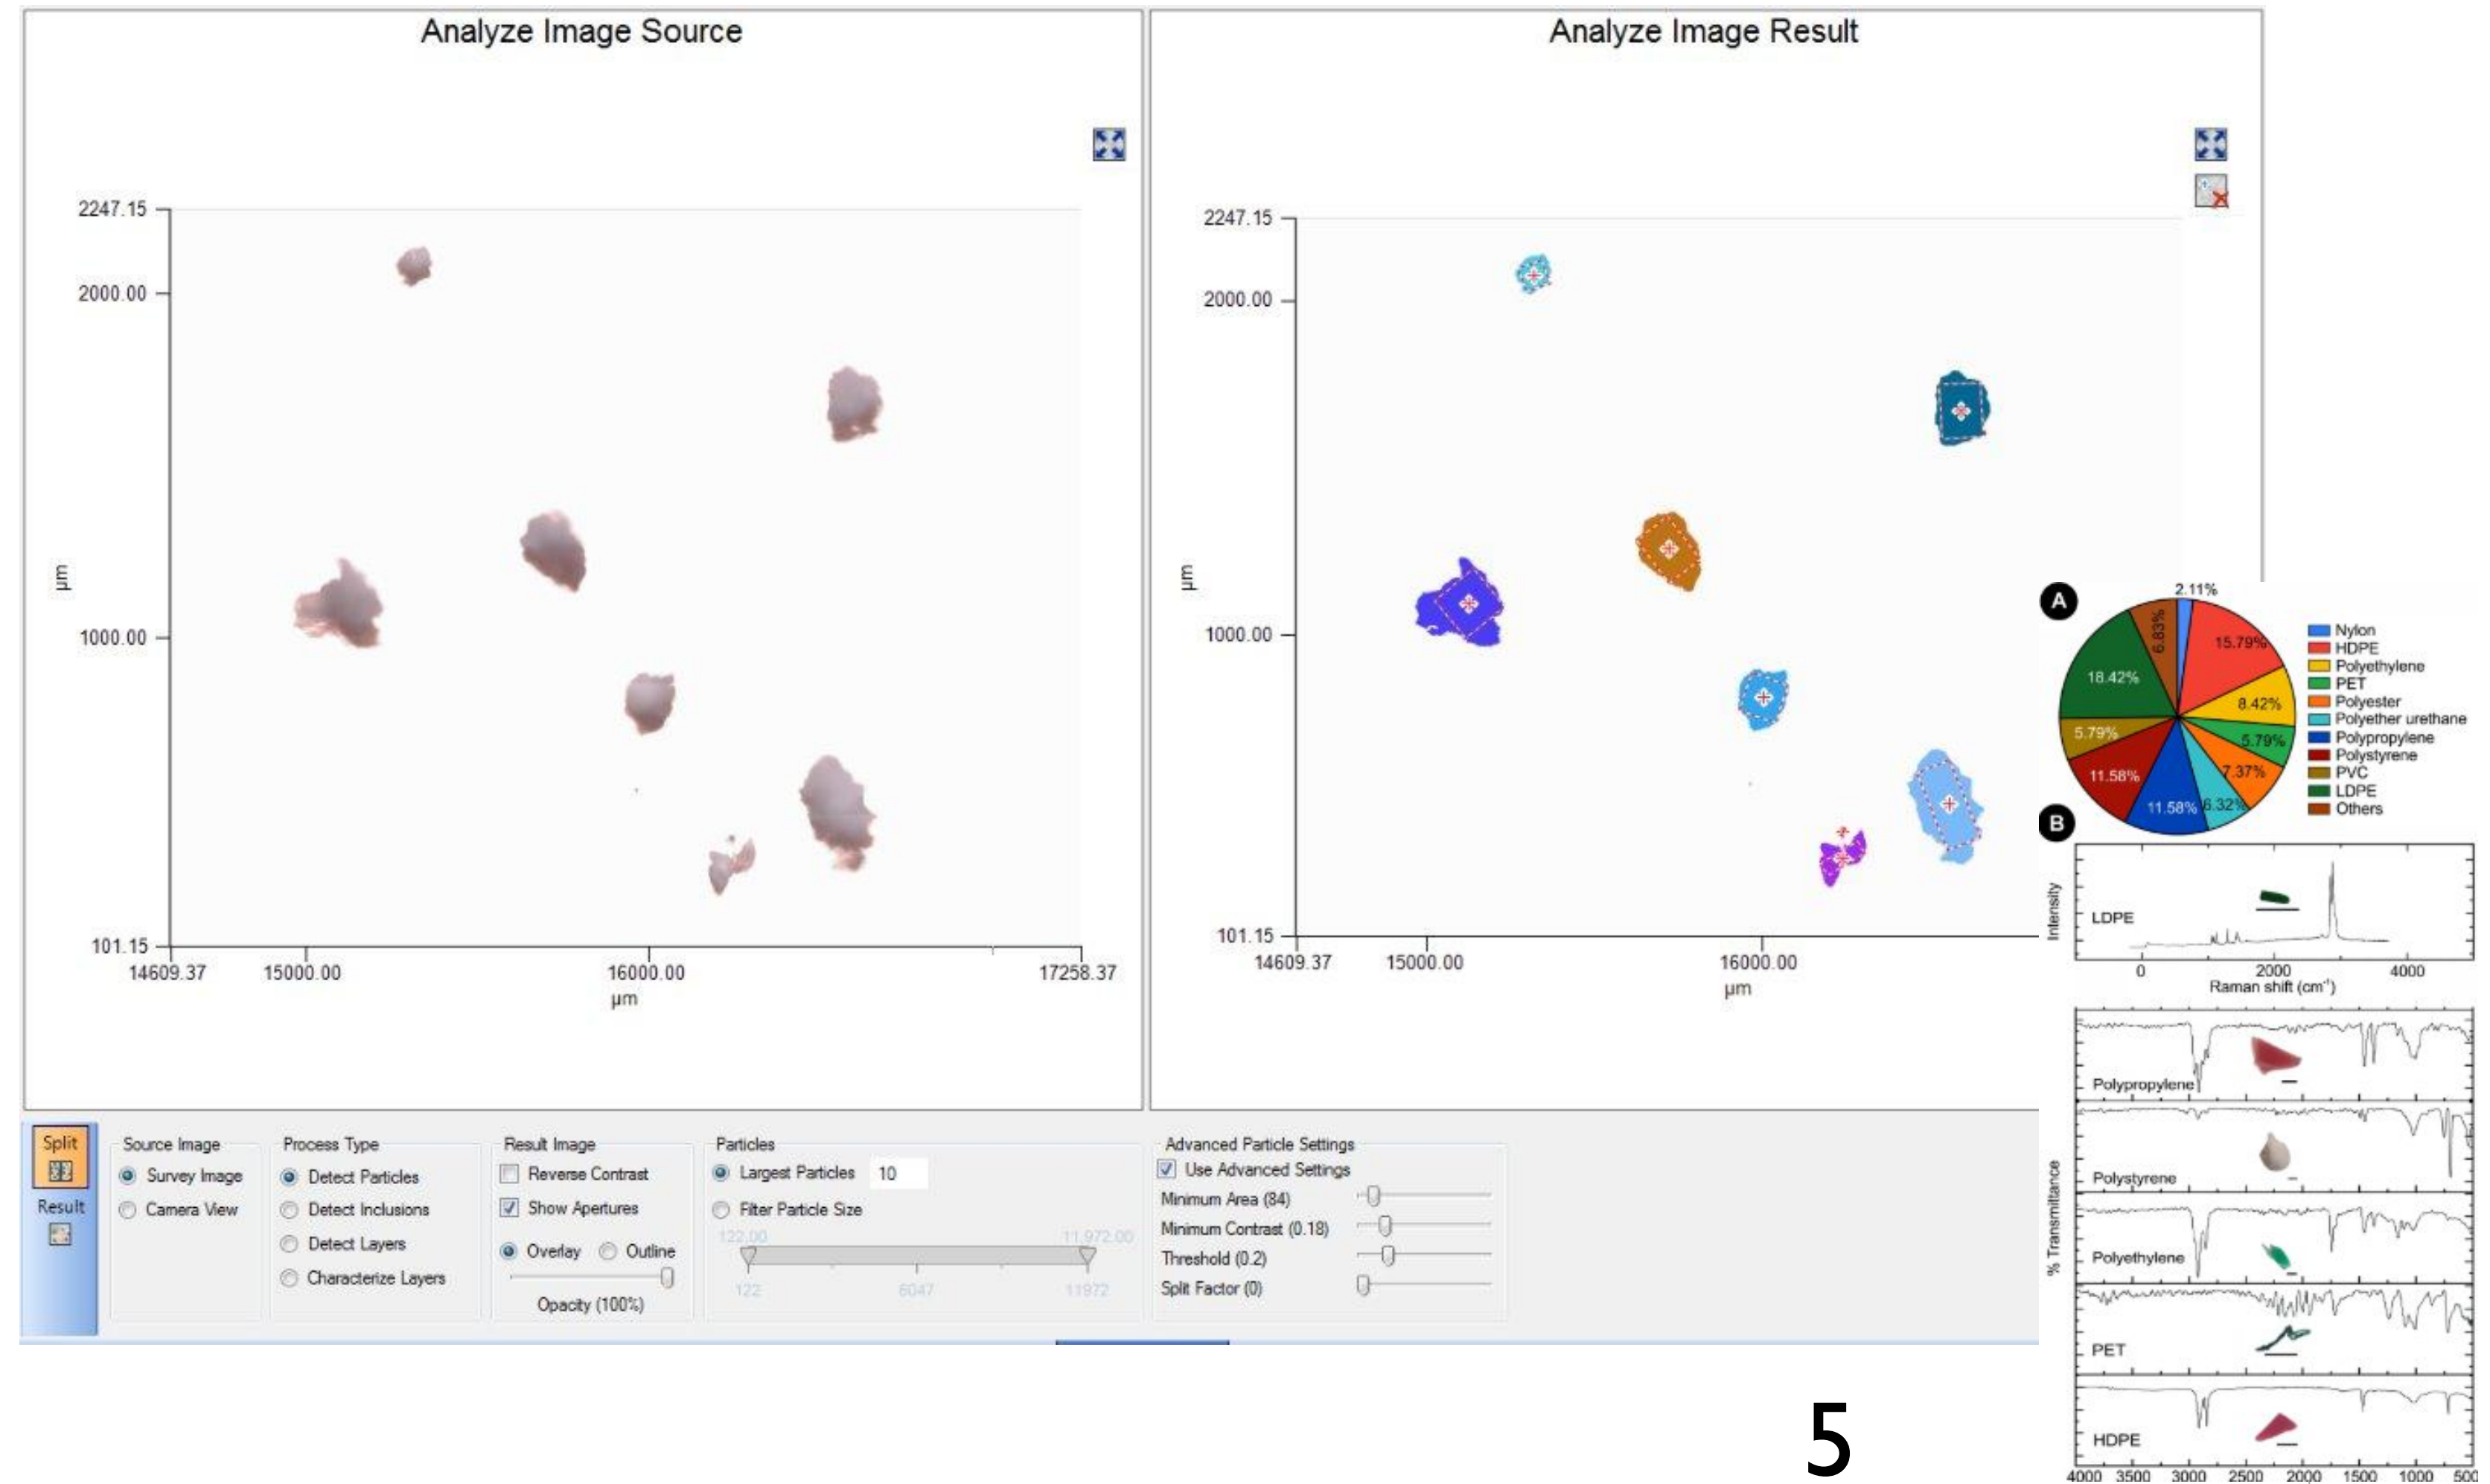 Analyze Image Source
2247.15
2000.00
1000.00
101.15
µm
14609.37 15000.00 16000.00 17258.37
µm
Analyze Image Result
2247.15
2000.00
1000.00
101.15
µm
14609.37 15000.00 16000.00
µm
Split
Result
Source Image
Survey Image
Camera View
Process Type
Detect Particles
Detect Inclusions
Detect Layers
Characterize Layers
Result Image
Reverse Contrast
Show Apertures
Overlay Outline
Opacity (100%)
Particles
Largest Particles 10
Filter Particle Size
122.00 11,972.00
122 6047 11972
Advanced Particle Settings
Use Advanced Settings
Minimum Area (84)
Minimum Contrast (0.18)
Threshold (0.2)
Split Factor (0)
A
2.11%
15.79%
8.42%
5.79%
7.37%
6.32%
11.58%
11.58%
5.79%
18.42%
6.83%
Nylon
HDPE
Polyethylene
PET
Polyester
Polyether urethane
Polypropylene
Polystyrene
PVC
LDPE
Others
B
Intensity
LDPE
0 2000 4000
Raman shift (cm⁻¹)
% Transmittance
Polypropylene
Polystyrene
Polyethylene
PET
HDPE
4000 3500 3000 2500 2000 1500 1000
5